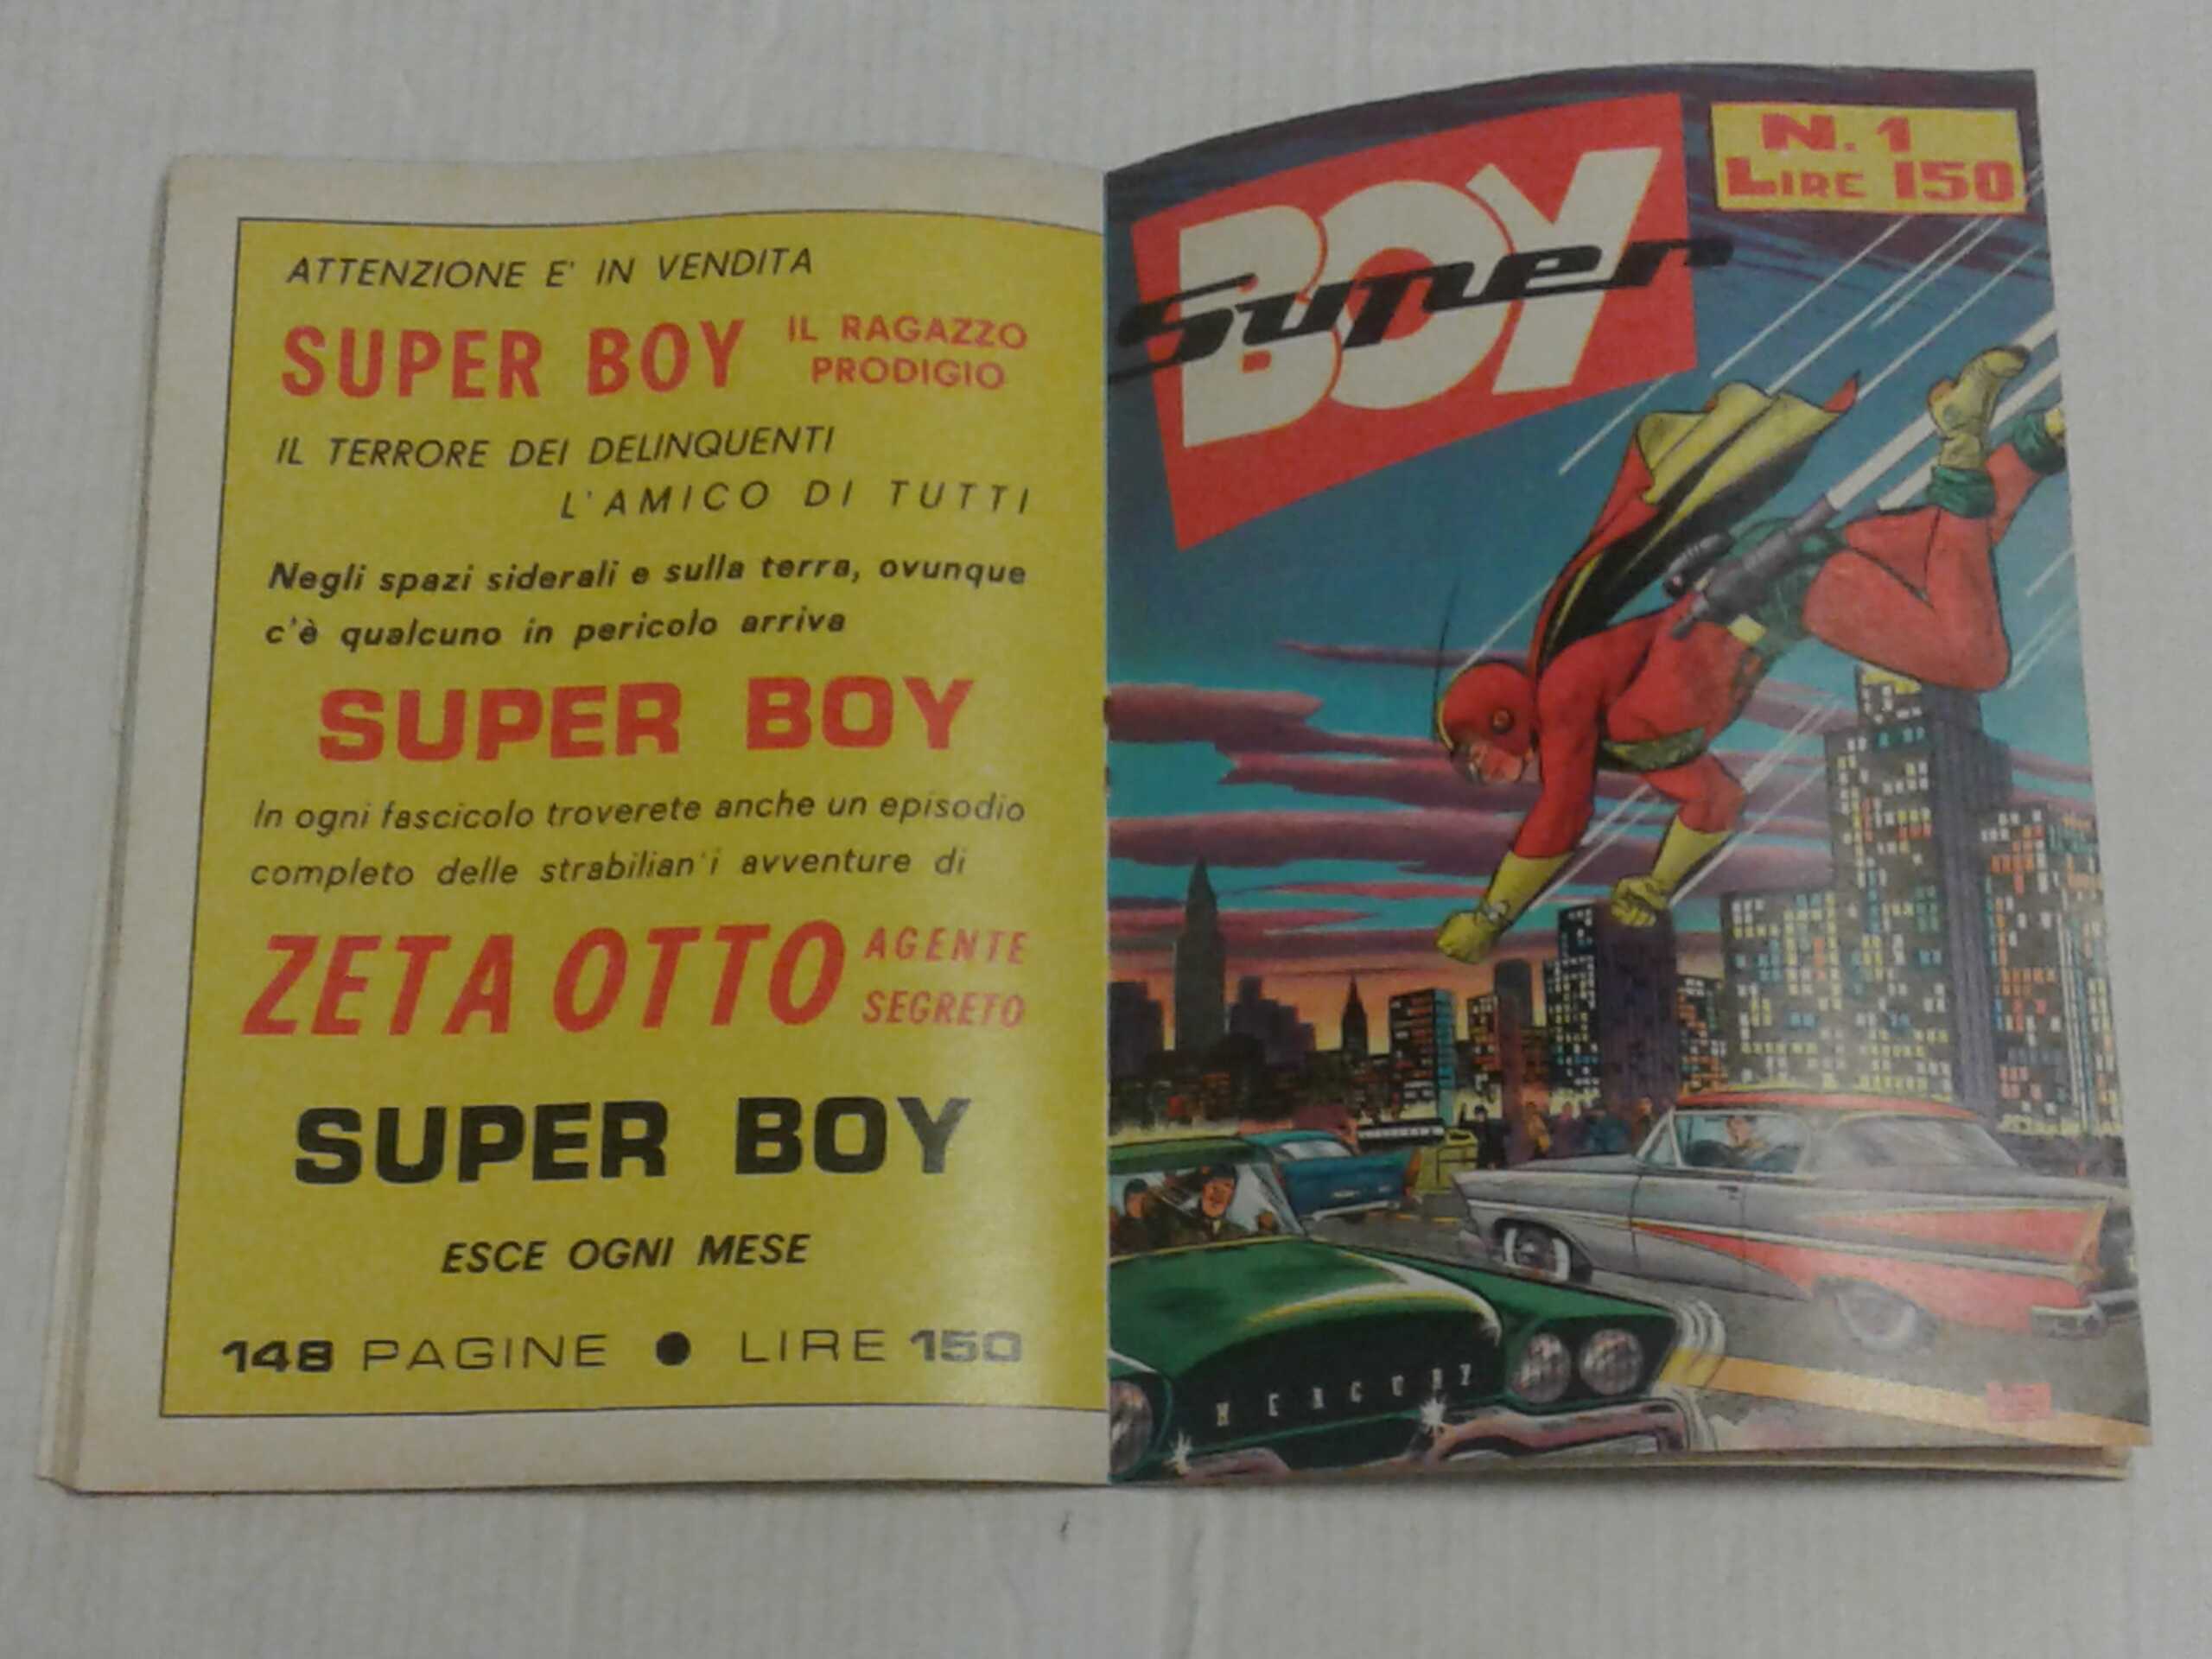 ATTENZIONE E' IN VENDITA
SUPER BOY IL RAGAZZO PRODIGIO
IL TERRORE DEI DELINQUENTI
L'AMICO DI TUTTI
Negli spazi siderali e sulla terra, ovunque
c'è qualcuno in pericolo arriva
SUPER BOY
In ogni fascicolo troverete anche un episodio
completo delle strabilian'i avventure di
ZETA OTTO AGENTE SEGRETO
SUPER BOY
ESCE OGNI MESE
148 PAGINE ● LIRE 150
N. 1
LIRE 150
Super BOY
MERCURY